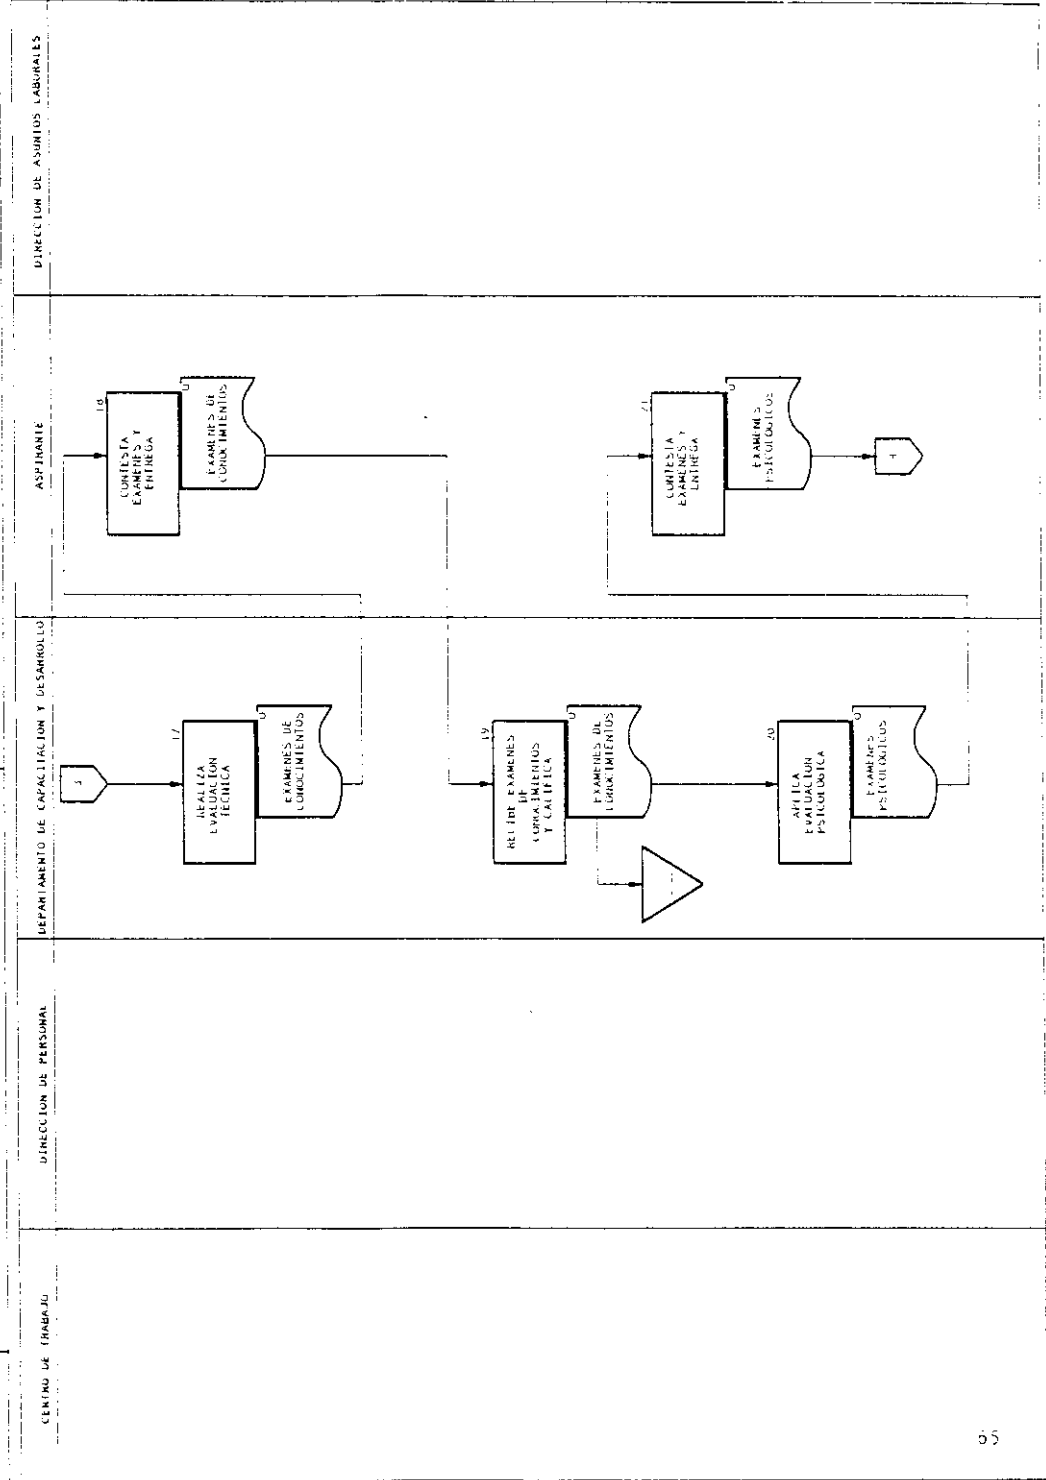 CENTRO DE TRABAJO
DIRECCION DE PERSONAL
DEPARTAMENTO DE CAPACITACION Y DESARROLLO
ASPIRANTE
DIRECCION DE ASUNTOS LABORALES
17
REALIZA
EVALUACION
TECNICA
O
EXAMENES DE
CONOCIMIENTOS
18
CONTESTA
EXAMENES Y
ENTREGA
O
EXAMENES DE
CONOCIMIENTOS
19
RECIBE EXAMENES
DE
CONOCIMIENTOS
Y CALIFICA
O
EXAMENES DE
CONOCIMIENTOS
20
APLICA
EVALUACION
PSICOLOGICA
O
EXAMENES
PSICOLOGICOS
21
CONTESTA
EXAMENES Y
ENTREGA
O
EXAMENES
PSICOLOGICOS
65